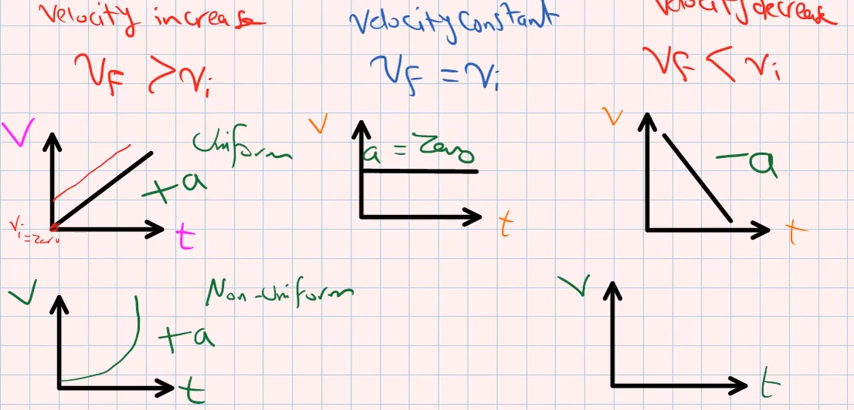 Velocity increase
Velocity Constant
Velocity decrease
VF > Vi
VF = Vi
VF < Vi
V
Uniform
+a
Vi = zero
t
V
a = Zero
t
V
-a
t
V
Non-Uniform
+a
t
V
t